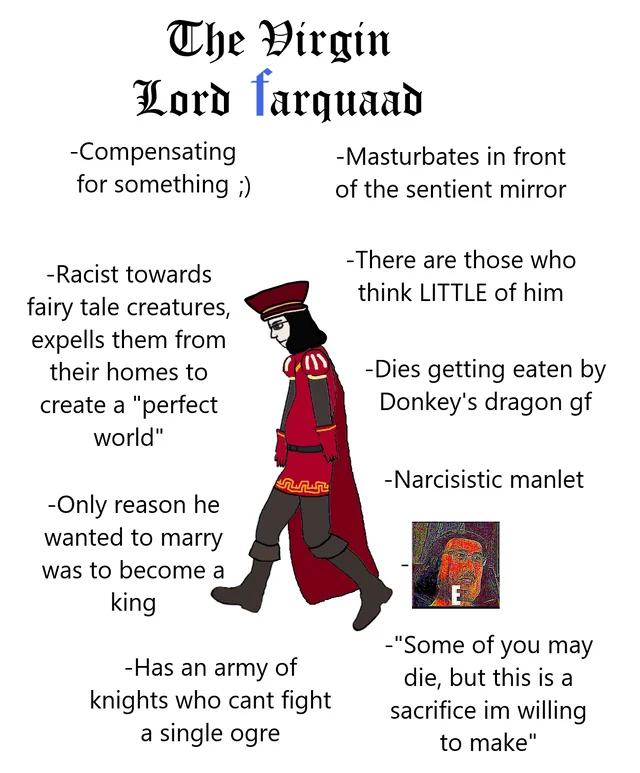 The Virgin
Lord farquaad
-Compensating
for something ;)
-Masturbates in front
of the sentient mirror
-Racist towards
fairy tale creatures,
expells them from
their homes to
create a "perfect
world"
-There are those who
think LITTLE of him
-Dies getting eaten by
Donkey's dragon gf
-Narcisistic manlet
-Only reason he
wanted to marry
was to become a
king
-
E
-Has an army of
knights who cant fight
a single ogre
-"Some of you may
die, but this is a
sacrifice im willing
to make"